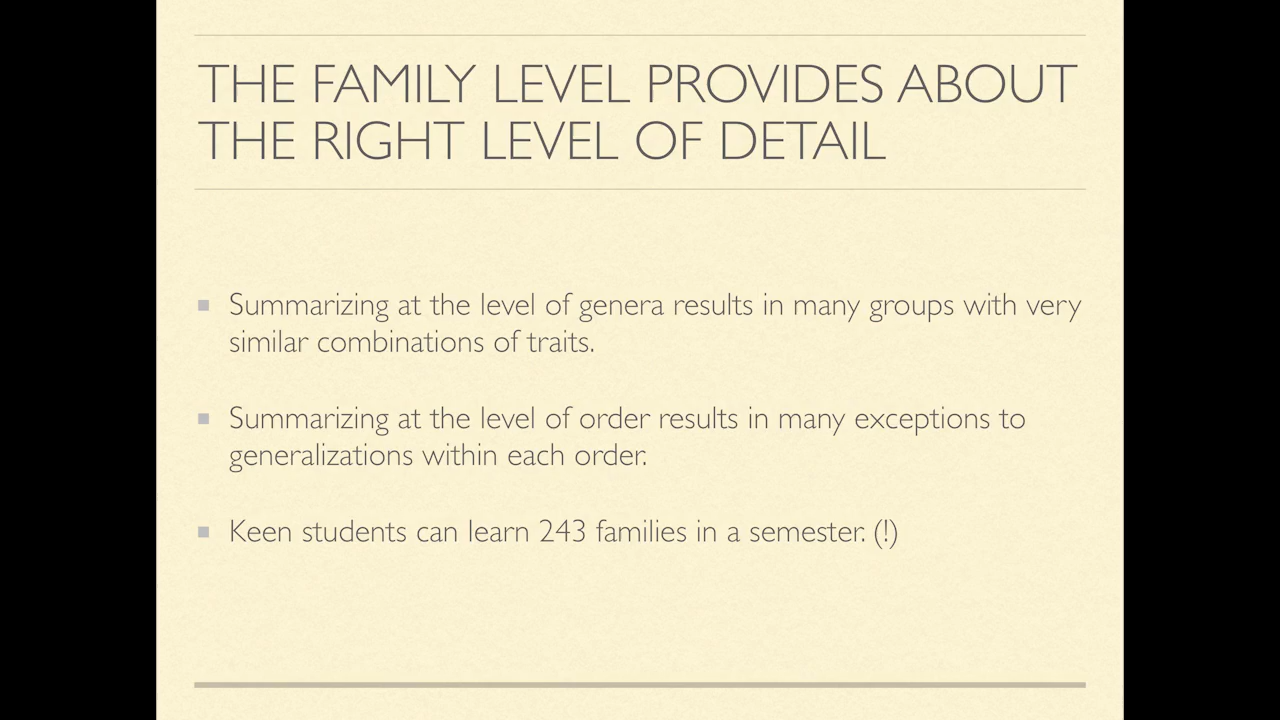 THE FAMILY LEVEL PROVIDES ABOUT
THE RIGHT LEVEL OF DETAIL
Summarizing at the level of genera results in many groups with very
similar combinations of traits.
Summarizing at the level of order results in many exceptions to
generalizations within each order.
Keen students can learn 243 families in a semester. (!)